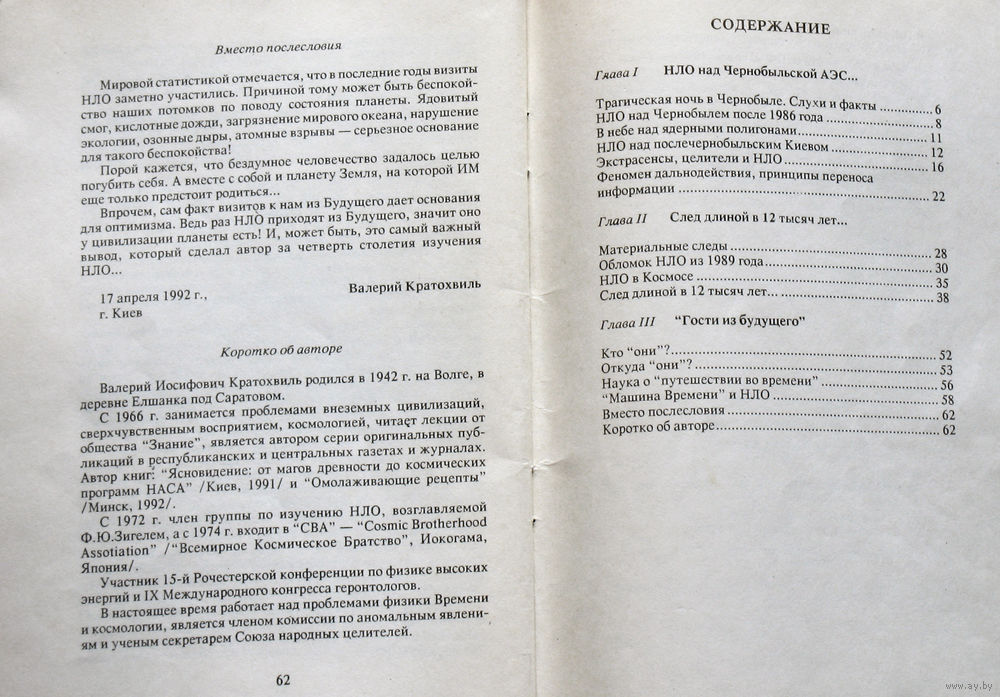 Вместо послесловия
Мировой статистикой отмечается, что в последние годы визиты
НЛО заметно участились. Причиной тому может быть беспокой-
ство наших потомков по поводу состояния планеты. Ядовитый
смог, кислотные дожди, загрязнение мирового океана, нарушение
экологии, озонные дыры, атомные взрывы — серьезное основание
для такого беспокойства!
Порой кажется, что бездумное человечество задалось целью
погубить себя. А вместе с собой и планету Земля, на которой ИМ
еще только предстоит родиться...
Впрочем, сам факт визитов к нам из Будущего дает основания
для оптимизма. Ведь раз НЛО приходят из Будущего, значит оно
у цивилизации планеты есть! И, может быть, это самый важный
вывод, который сделал автор за четверть столетия изучения
НЛО...
17 апреля 1992 г., Валерий Кратохвиль
г. Киев
Коротко об авторе
Валерий Иосифович Кратохвиль родился в 1942 г. на Волге, в
деревне Елшанка под Саратовом.
С 1966 г. занимается проблемами внеземных цивилизаций,
сверхчувственным восприятием, космологией, читает лекции от
общества “Знание”, является автором серии оригинальных пуб-
ликаций в республиканских и центральных газетах и журналах.
Автор книг: “Ясновидение: от магов древности до космических
программ НАСА” /Киев, 1991/ и “Омолаживающие рецепты”
/Минск, 1992/.
С 1972 г. член группы по изучению НЛО, возглавляемой
Ф.Ю.Зигелем, а с 1974 г. входит в “СВА” — “Cosmic Brotherhood
Assotiation” /“Всемирное Космическое Братство”, Иокогама,
Япония/.
Участник 15-й Рочестерской конференции по физике высоких
энергий и IX Международного конгресса геронтологов.
В настоящее время работает над проблемами физики Времени
и космологии, является членом комиссии по аномальным явлени-
ям и ученым секретарем Союза народных целителей.
62
СОДЕРЖАНИЕ
Глава I НЛО над Чернобыльской АЭС...
Трагическая ночь в Чернобыле. Слухи и факты ............ 6
НЛО над Чернобылем после 1986 года ............ 8
В небе над ядерными полигонами............ 11
НЛО над послечернобыльским Киевом ............ 12
Экстрасенсы, целители и НЛО ............ 16
Феномен дальнодействия, принципы переноса
информации ............ 22
Глава II След длиной в 12 тысяч лет...
Материальные следы ............ 28
Обломок НЛО из 1989 года............ 30
НЛО в Космосе ............ 35
След длиной в 12 тысяч лет............ 38
Глава III “Гости из будущего”
Кто “они”?............ 52
Откуда “они”? ............ 53
Наука о “путешествии во времени” ............ 56
“Машина Времени” и НЛО ............ 58
Вместо послесловия ............ 62
Коротко об авторе............ 62
www.ay.by